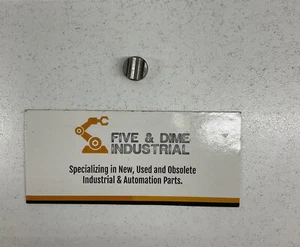 FIVE & DIME
INDUSTRIAL
Specializing in New, Used and Obsolete
Industrial & Automation Parts.